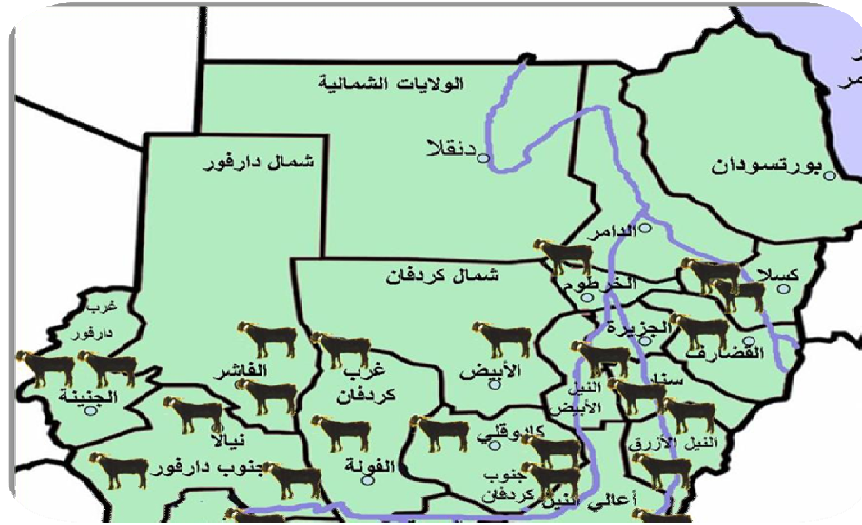 الولايات الشمالية
دنقلا
شمال دارفور
بورتسودان
الدامر
شمال كردفان
كسلا
الخرطوم
غرب
دارفور
الجزيرة
القضارف
الفاشر
غرب
كردفان
الأبيض
النيل
الأبيض
سنار
الجنينة
نيالا
كادوقلي
النيل الأزرق
جنوب دارفور
الفولة
جنوب
كردفان
أعالي النيل